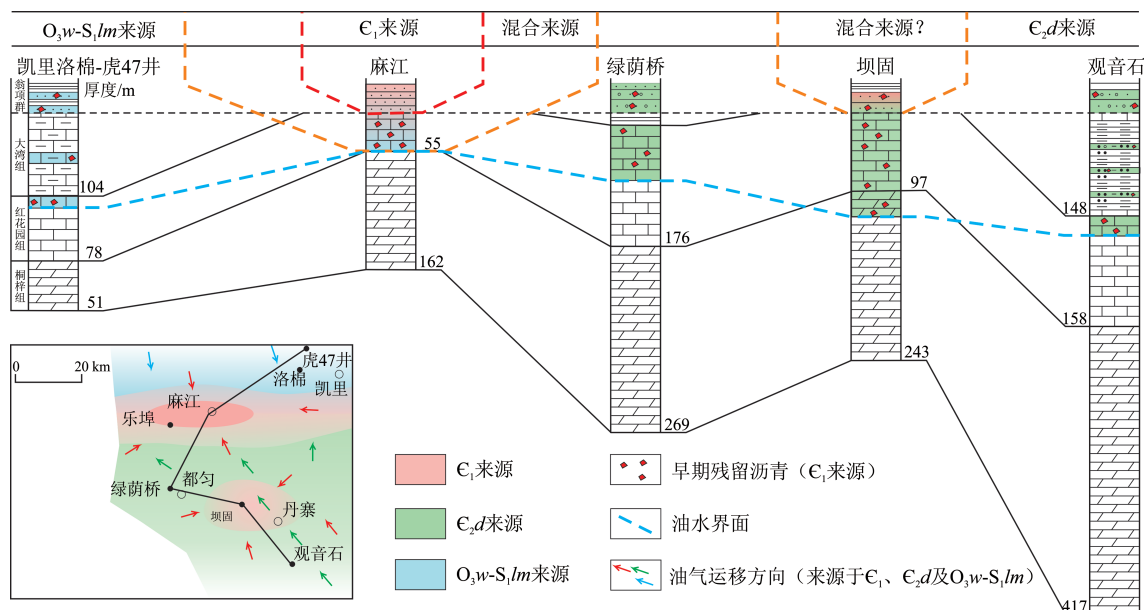 O₃w-S₁lm来源
Є₁来源
混合来源
混合来源?
Є₂d来源
凯里洛棉-虎47井
麻江
绿荫桥
坝固
观音石
厚度/m
翁项群
大湾组
红花园组
桐梓组
104
78
51
55
162
176
269
97
243
148
158
417
0 20 km
虎47井
洛棉
凯里
麻江
乐埠
绿荫桥
都匀
坝固
丹寨
观音石
Є₁来源
Є₂d来源
O₃w-S₁lm来源
早期残留沥青(Є₁来源)
油水界面
油气运移方向(来源于Є₁、Є₂d及O₃w-S₁lm)